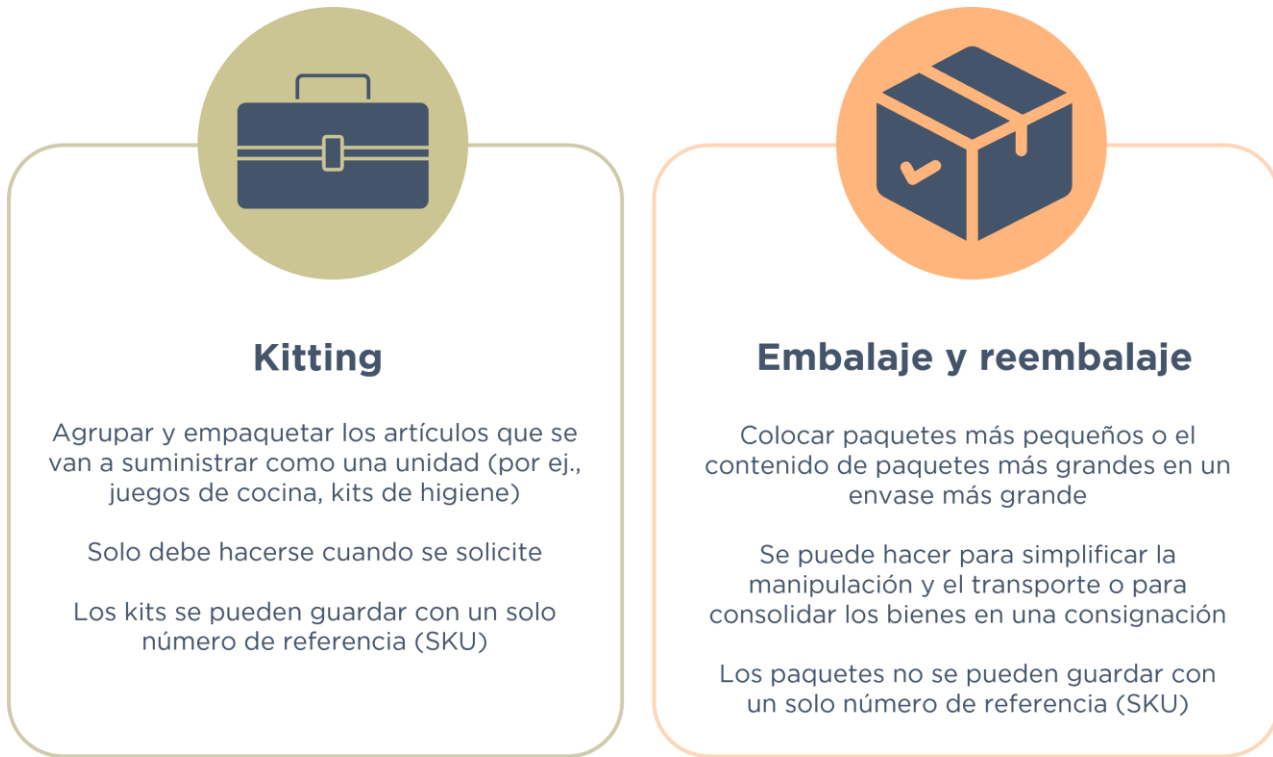 Kitting
Agrupar y empaquetar los artículos que se
van a suministrar como una unidad (por ej.,
juegos de cocina, kits de higiene)
Solo debe hacerse cuando se solicite
Los kits se pueden guardar con un solo
número de referencia (SKU)
Embalaje y reembalaje
Colocar paquetes más pequeños o el
contenido de paquetes más grandes en un
envase más grande
Se puede hacer para simplificar la
manipulación y el transporte o para
consolidar los bienes en una consignación
Los paquetes no se pueden guardar con
un solo número de referencia (SKU)